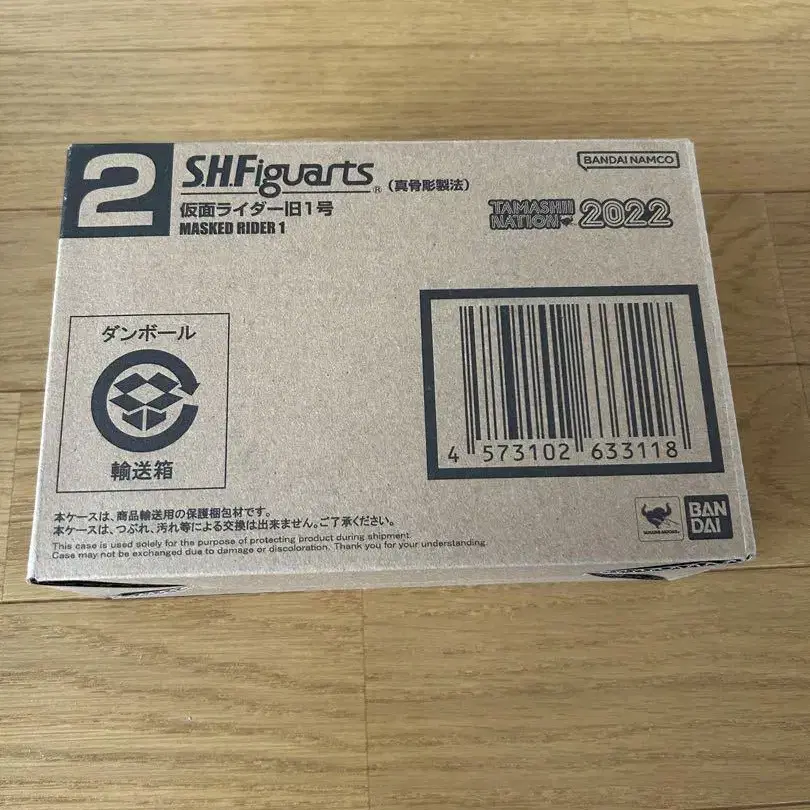 2
S.H.Figuarts® (真骨彫製法)
仮面ライダー旧1号
MASKED RIDER 1
BANDAI NAMCO
TAMASHII
NATION 2022
ダンボール
輸送箱
4 573102 633118
本ケースは、商品輸送用の保護梱包材です。
本ケースは、つぶれ、汚れ等による交換は出来ません。ご了承ください。
This case is used solely for the purpose of protecting product during shipment.
Case may not be exchanged due to damage or discoloration. Thank you for your understanding.
BAN
DAI